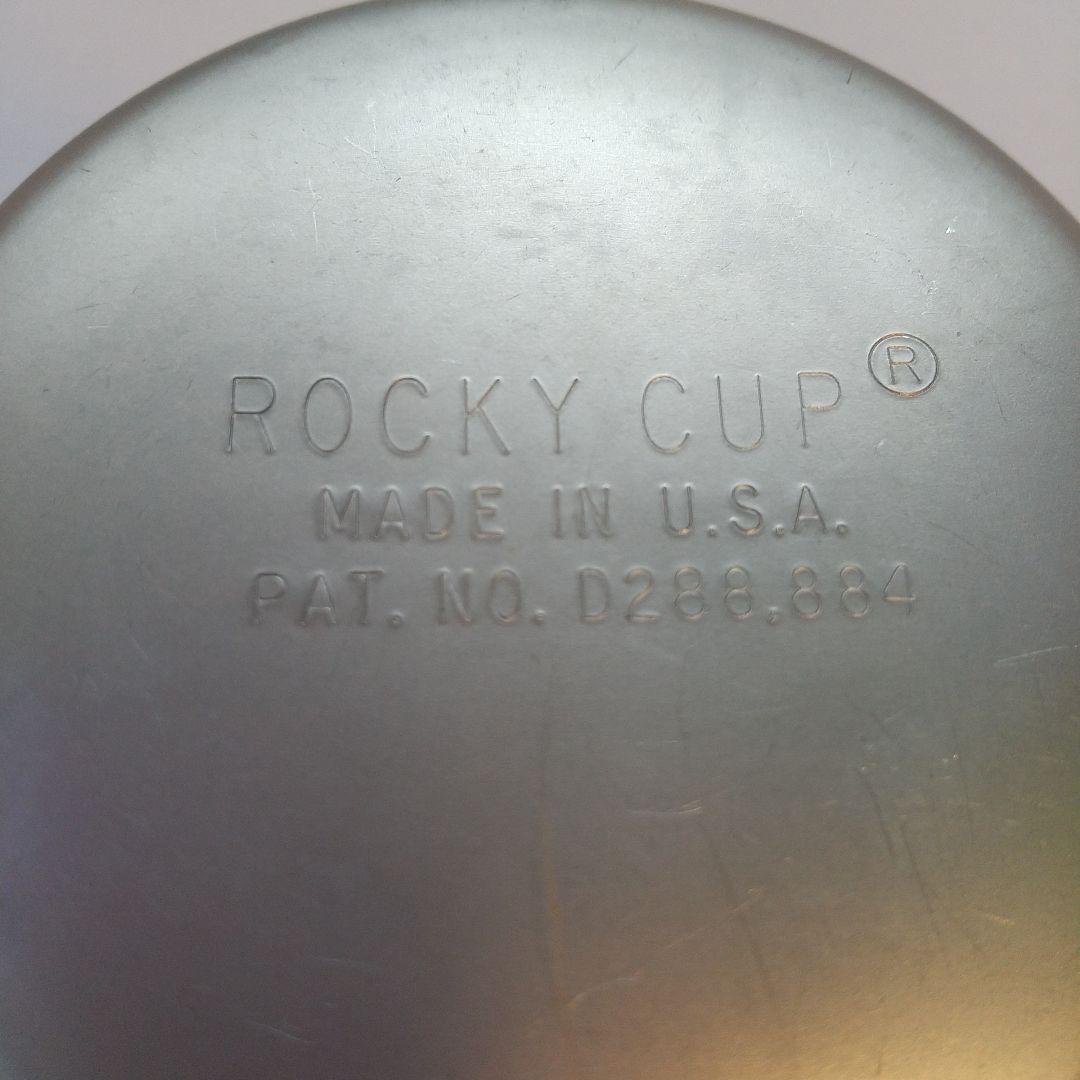 ROCKY CUP®
MADE IN U.S.A.
PAT. NO. D288,884